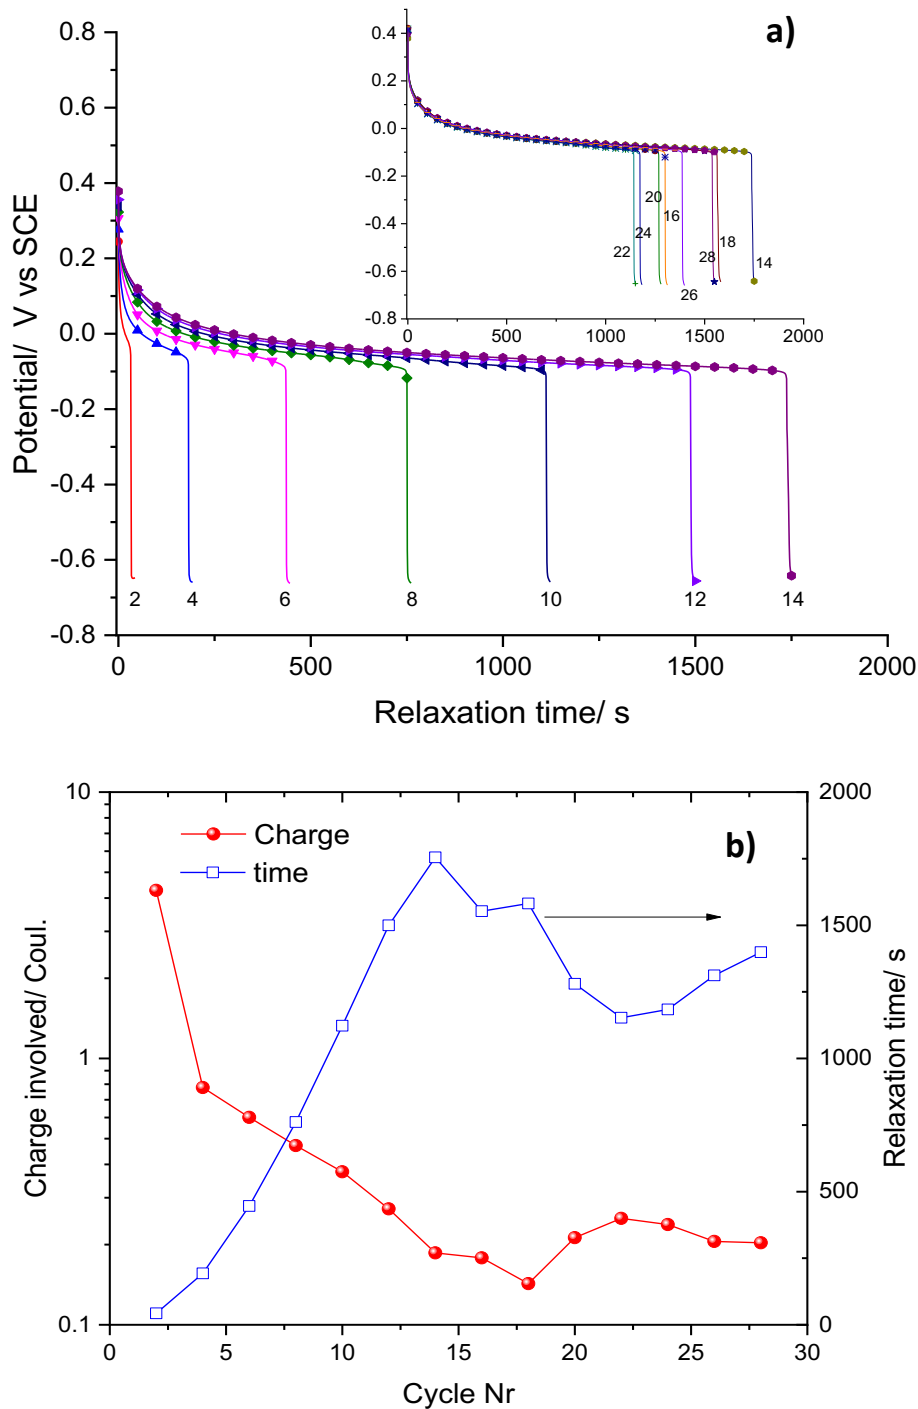 a)
0.8
0.6
0.4
0.2
0.0
-0.2
-0.4
-0.6
-0.8
Potential/ V vs SCE
0.4
0.2
0.0
-0.2
-0.4
-0.6
-0.8
20
16
22
24
28
18
14
26
0 500 1000 1500 2000
2 4 6 8 10 12 14
0 500 1000 1500 2000
Relaxation time/ s
b)
10
1
0.1
Charge involved/ Coul.
Charge
time
2000
1500
1000
500
0
Relaxation time/ s
0 5 10 15 20 25 30
Cycle Nr